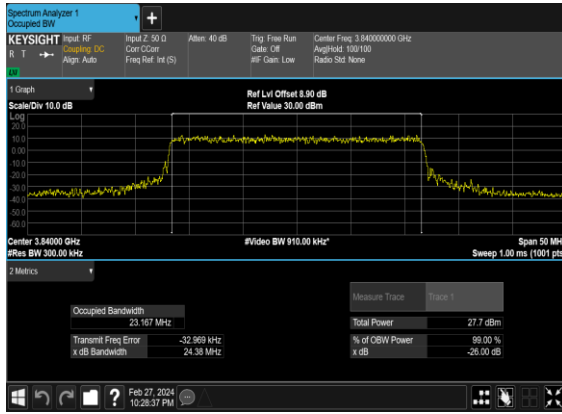 Spectrum Analyzer 1
Occupied BW
+
KEYSIGHT Input: RF Input Z: 50 Ω Atten: 40 dB Trig: Free Run Center Freq: 3.840000000 GHz
R T Coupling: DC Corr CCorr Gate: Off Avg|Hold: 100/100
Align: Auto Freq Ref: Int (S) #IF Gain: Low Radio Std: None
LW
1 Graph
Ref Lvl Offset 8.90 dB
Scale/Div 10.0 dB Ref Value 30.00 dBm
Log
20.0
10.0
0.00
-10.0
-20.0
-30.0
-40.0
-50.0
-60.0
Center 3.84000 GHz #Video BW 910.00 kHz* Span 50 MH
#Res BW 300.00 kHz Sweep 1.00 ms (1001 pts
2 Metrics
Measure Trace Trace 1
Occupied Bandwidth
23.167 MHz Total Power 27.7 dBm
Transmit Freq Error -32.969 kHz % of OBW Power 99.00 %
x dB Bandwidth 24.38 MHz x dB -26.00 dB
? Feb 27, 2024
10:28:37 PM